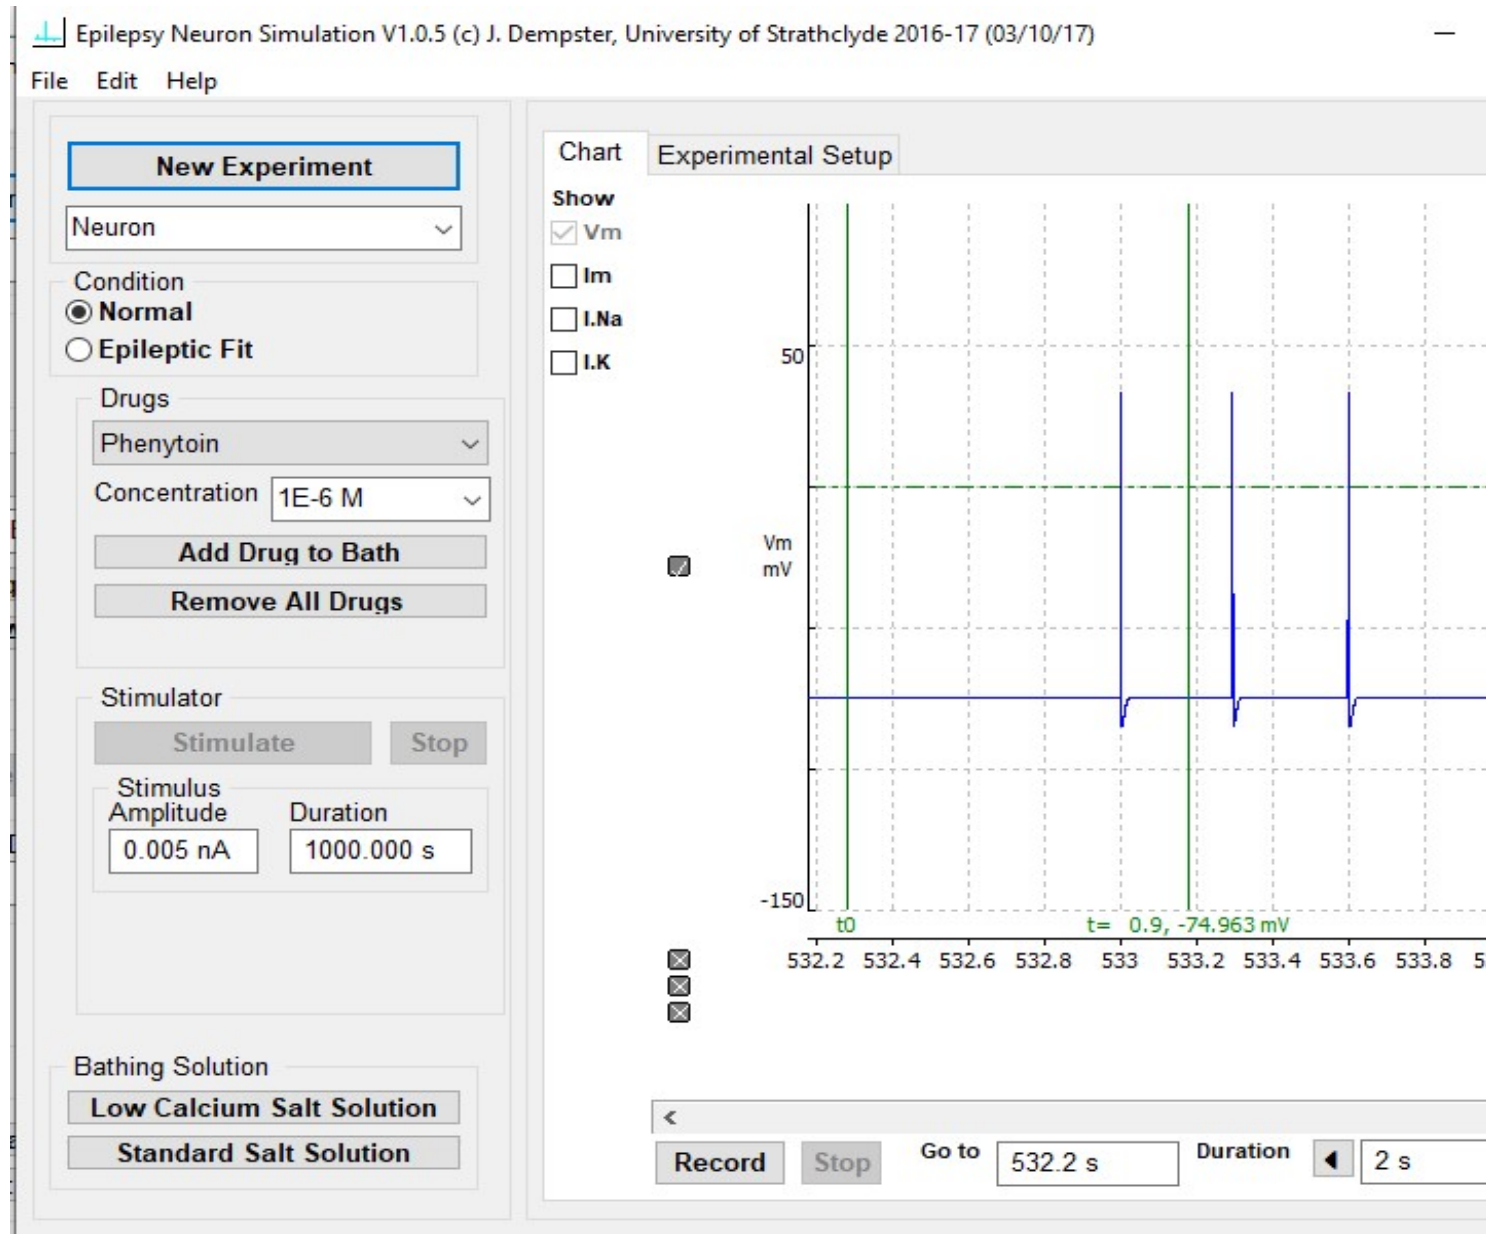 Epilepsy Neuron Simulation V1.0.5 (c) J. Dempster, University of Strathclyde 2016-17 (03/10/17)
File Edit Help
New Experiment
Neuron
Condition
Normal
Epileptic Fit
Drugs
Phenytoin
Concentration 1E-6 M
Add Drug to Bath
Remove All Drugs
Stimulator
Stimulate Stop
Stimulus
Amplitude Duration
0.005 nA 1000.000 s
Bathing Solution
Low Calcium Salt Solution
Standard Salt Solution
Chart Experimental Setup
Show
Vm
Im
I.Na
I.K
50
Vm
mV
-150
t0 t= 0.9, -74.963 mV
532.2 532.4 532.6 532.8 533 533.2 533.4 533.6 533.8
Record Stop Go to 532.2 s Duration 2 s